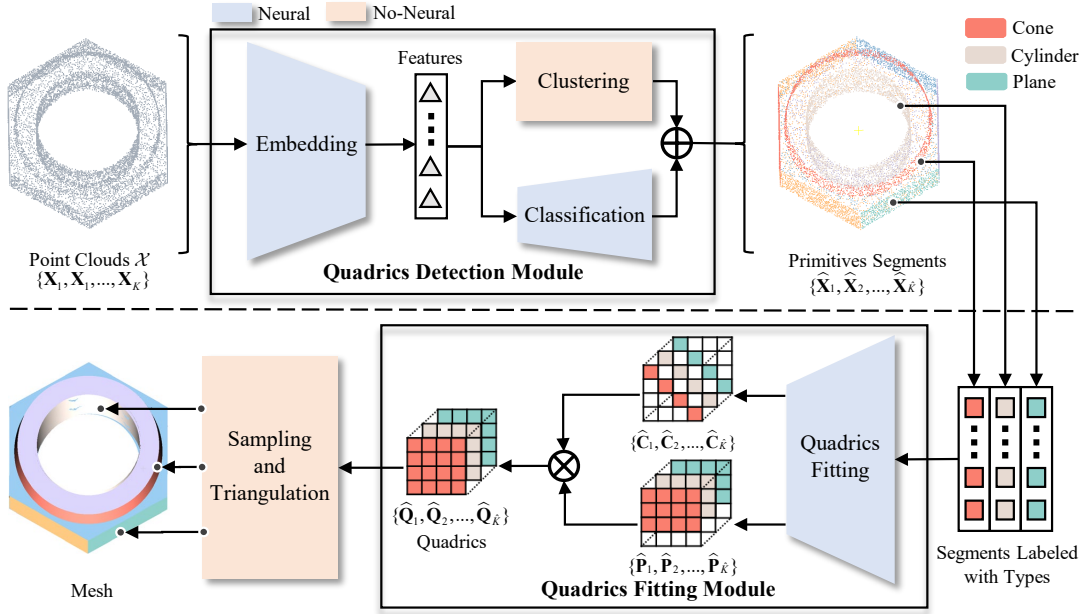 Neural
No-Neural
Cone
Cylinder
Plane
Features
Embedding
Clustering
Classification
Point Clouds 𝒳
{X₁,X₁,...,X_K}
Quadrics Detection Module
Primitives Segments
{X̂₁,X̂₂,...,X̂_K̂}
Sampling
and
Triangulation
{Ĉ₁,Ĉ₂,...,Ĉ_K̂}
Quadrics
Fitting
{Q̂₁,Q̂₂,...,Q̂_K̂}
Quadrics
{P̂₁,P̂₂,...,P̂_K̂}
Segments Labeled
with Types
Mesh
Quadrics Fitting Module